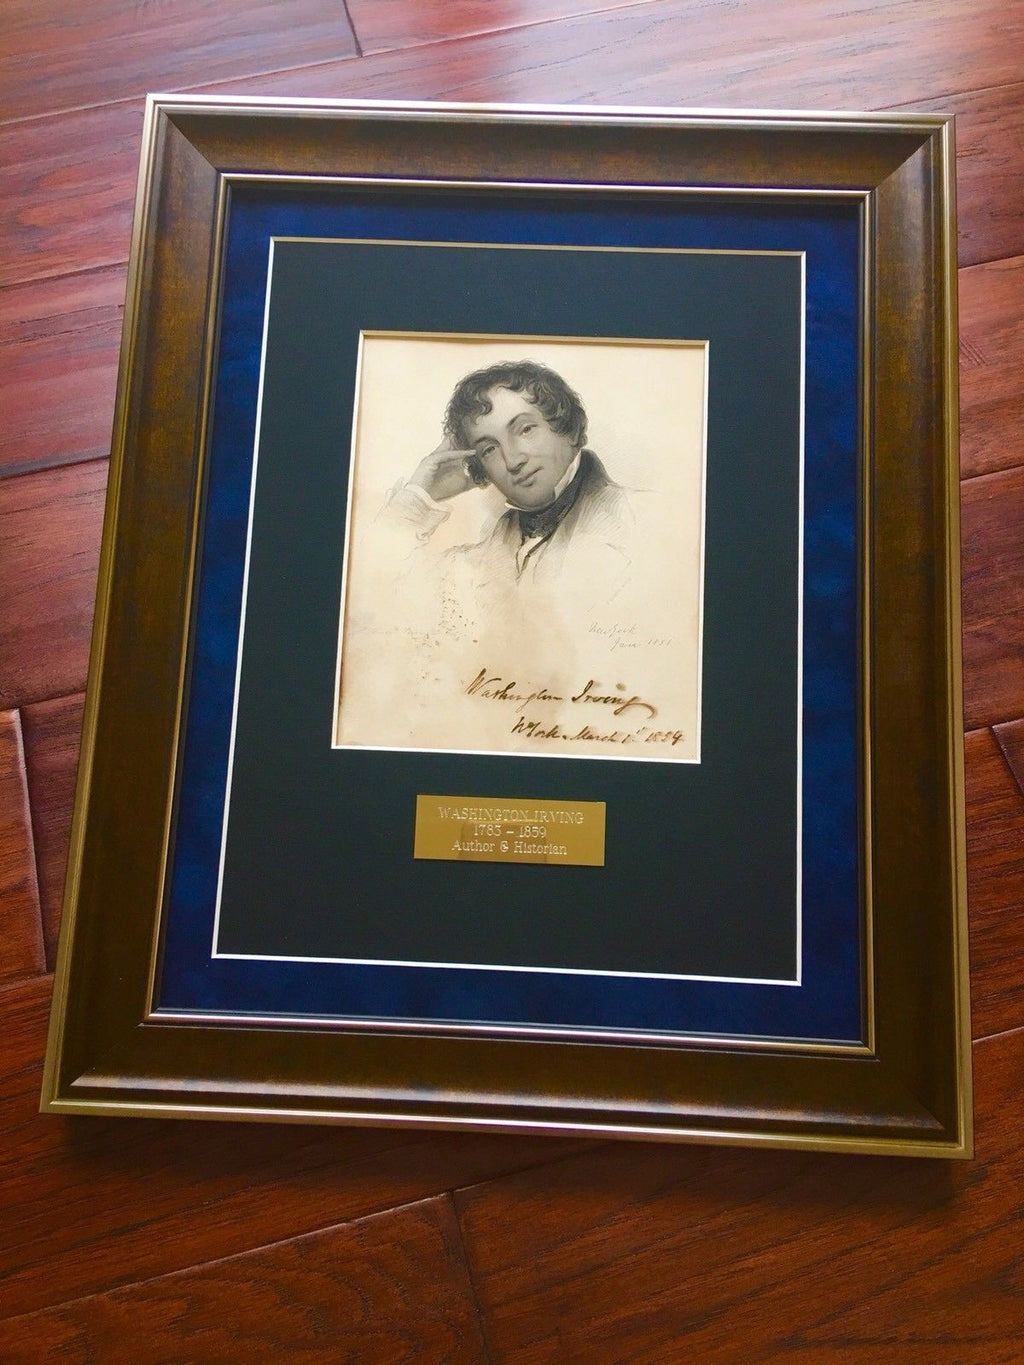 New York
Jan 1851
Washington Irving
N York March 1st 1854
WASHINGTON IRVING
1783 – 1859
Author & Historian